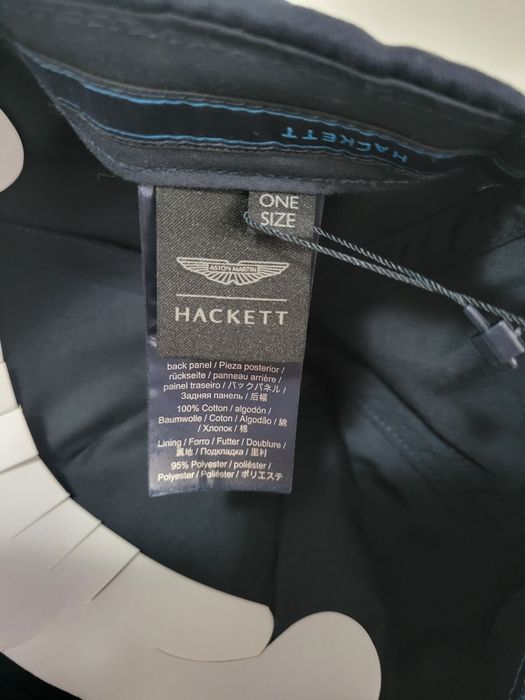 HACKETT
ONE
SIZE
ASTON MARTIN
HACKETT
back panel / Pieza posterior /
rückseite / panneau arrière /
painel traseiro / バックパネル /
Задняя панель / 后幅
100% Cotton / algodón /
Baumwolle / Coton / Algodão / 綿
/ Хлопок / 棉
Lining / Forro / Futter / Doublure /
裏地 / Подкладка / 里衬
95% Polyester / poliéster /
Polyester / poliéster / ポリエステ